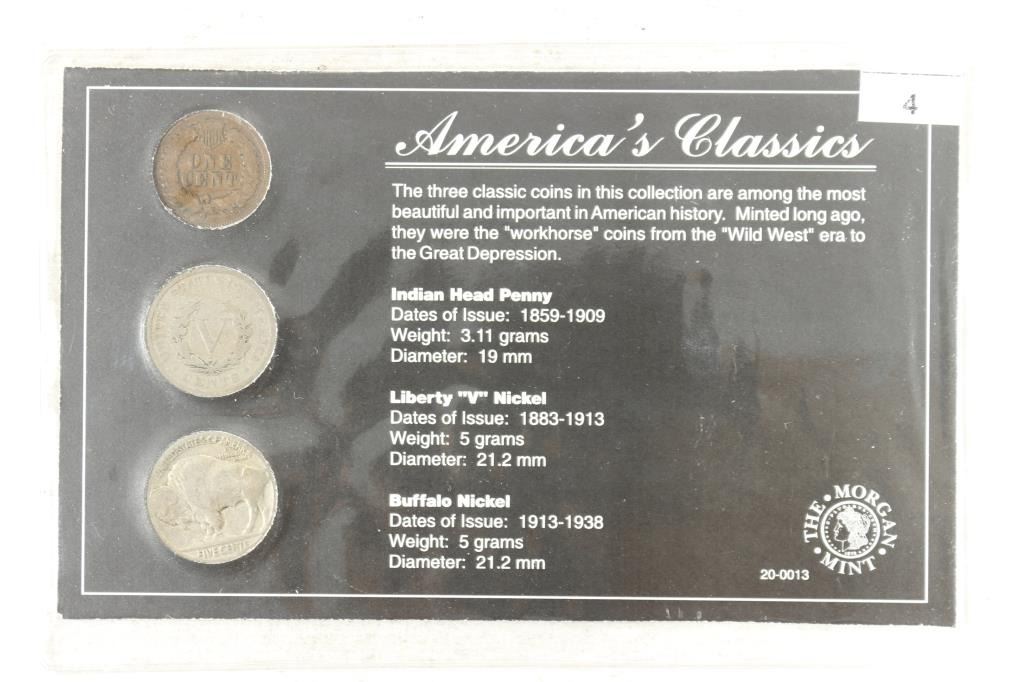 4
America's Classics
The three classic coins in this collection are among the most
beautiful and important in American history. Minted long ago,
they were the "workhorse" coins from the "Wild West" era to
the Great Depression.
Indian Head Penny
Dates of Issue: 1859-1909
Weight: 3.11 grams
Diameter: 19 mm
Liberty "V" Nickel
Dates of Issue: 1883-1913
Weight: 5 grams
Diameter: 21.2 mm
Buffalo Nickel
Dates of Issue: 1913-1938
Weight: 5 grams
Diameter: 21.2 mm
THE • MORGAN • MINT •
20-0013
ONE
CENT
V
CENTS
FIVE CENTS